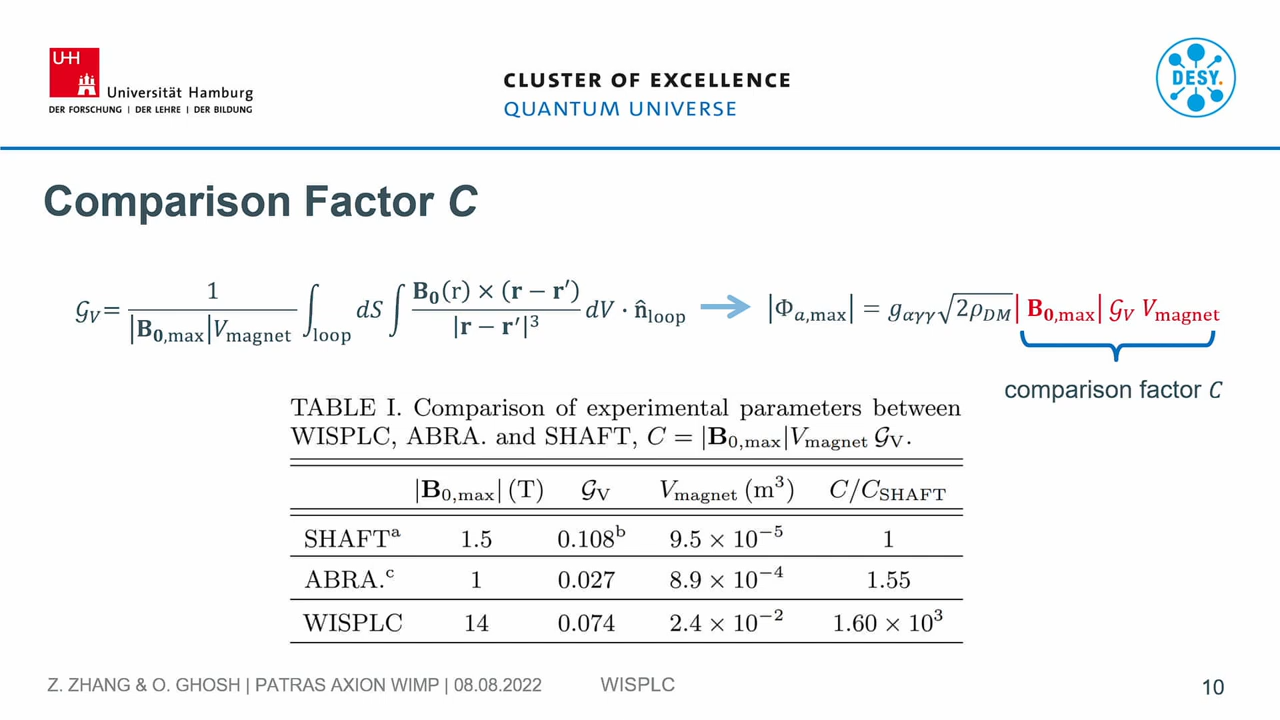 UHH
Universität Hamburg
DER FORSCHUNG | DER LEHRE | DER BILDUNG
CLUSTER OF EXCELLENCE
QUANTUM UNIVERSE
DESY.
Comparison Factor C
𝒢_V = 1 / (|B_0,max|V_magnet) ∫_loop dS ∫ (B_0(r) × (r − r′)) / |r − r′|^3 dV · n̂_loop → |Φ_a,max| = g_αγγ √(2ρ_DM) | B_0,max| 𝒢_V V_magnet
comparison factor C
TABLE I. Comparison of experimental parameters between
WISPLC, ABRA. and SHAFT, C = |B_0,max|V_magnet 𝒢_V.
|B_0,max| (T) 𝒢_V V_magnet (m^3) C/C_SHAFT
SHAFT^a 1.5 0.108^b 9.5 × 10^−5 1
ABRA.^c 1 0.027 8.9 × 10^−4 1.55
WISPLC 14 0.074 2.4 × 10^−2 1.60 × 10^3
Z. ZHANG & O. GHOSH | PATRAS AXION WIMP | 08.08.2022 WISPLC 10